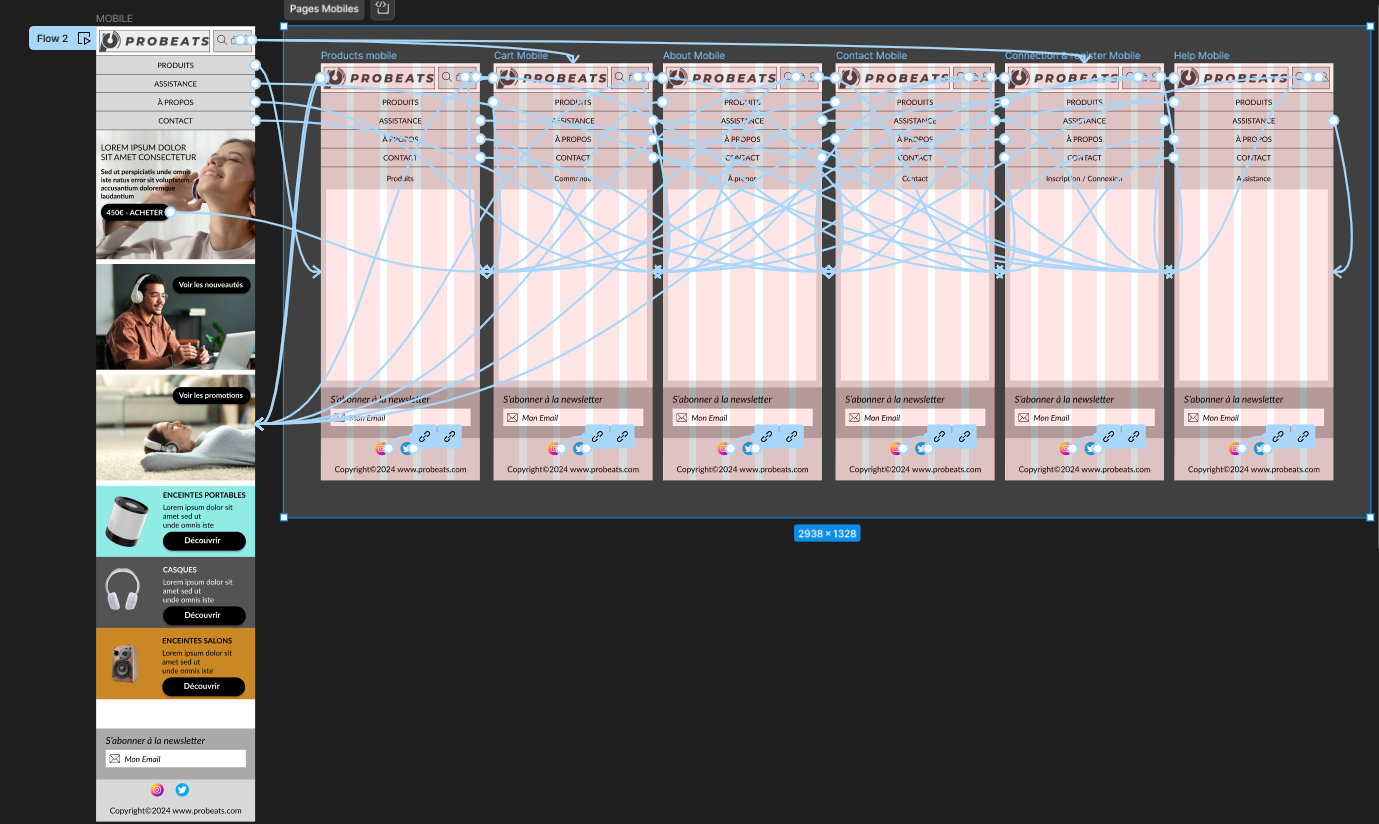 Pages Mobiles
MOBILE
Flow 2
PROBEATS
PRODUITS
ASSISTANCE
À PROPOS
CONTACT
LOREM IPSUM DOLOR
SIT AMET CONSECTETUR
Sed ut perspiciatis unde omnis
iste natus error sit voluptatem
accusantium doloremque
laudantium
450€ - ACHETER
Voir les nouveautés
Voir les promotions
ENCEINTES PORTABLES
Lorem ipsum dolor sit
amet sed ut
unde omnis iste
Découvrir
CASQUES
Lorem ipsum dolor sit
amet sed ut
unde omnis iste
Découvrir
ENCEINTES SALONS
Lorem ipsum dolor sit
amet sed ut
unde omnis iste
Découvrir
S'abonner à la newsletter
Mon Email
Copyright©2024 www.probeats.com
Products mobile
PROBEATS
PRODUITS
ASSISTANCE
À PROPOS
CONTACT
Produits
S'abonner à la newsletter
Mon Email
Copyright©2024 www.probeats.com
Cart Mobile
PROBEATS
PRODUITS
ASSISTANCE
À PROPOS
CONTACT
Commande
S'abonner à la newsletter
Mon Email
Copyright©2024 www.probeats.com
About Mobile
PROBEATS
PRODUITS
ASSISTANCE
À PROPOS
CONTACT
À propos
S'abonner à la newsletter
Mon Email
Copyright©2024 www.probeats.com
Contact Mobile
PROBEATS
PRODUITS
ASSISTANCE
À PROPOS
CONTACT
Contact
S'abonner à la newsletter
Mon Email
Copyright©2024 www.probeats.com
Connection & register Mobile
PROBEATS
PRODUITS
ASSISTANCE
À PROPOS
CONTACT
Inscription / Connexion
S'abonner à la newsletter
Mon Email
Copyright©2024 www.probeats.com
Help Mobile
PROBEATS
PRODUITS
ASSISTANCE
À PROPOS
CONTACT
Assistance
S'abonner à la newsletter
Mon Email
Copyright©2024 www.probeats.com
2938 × 1328